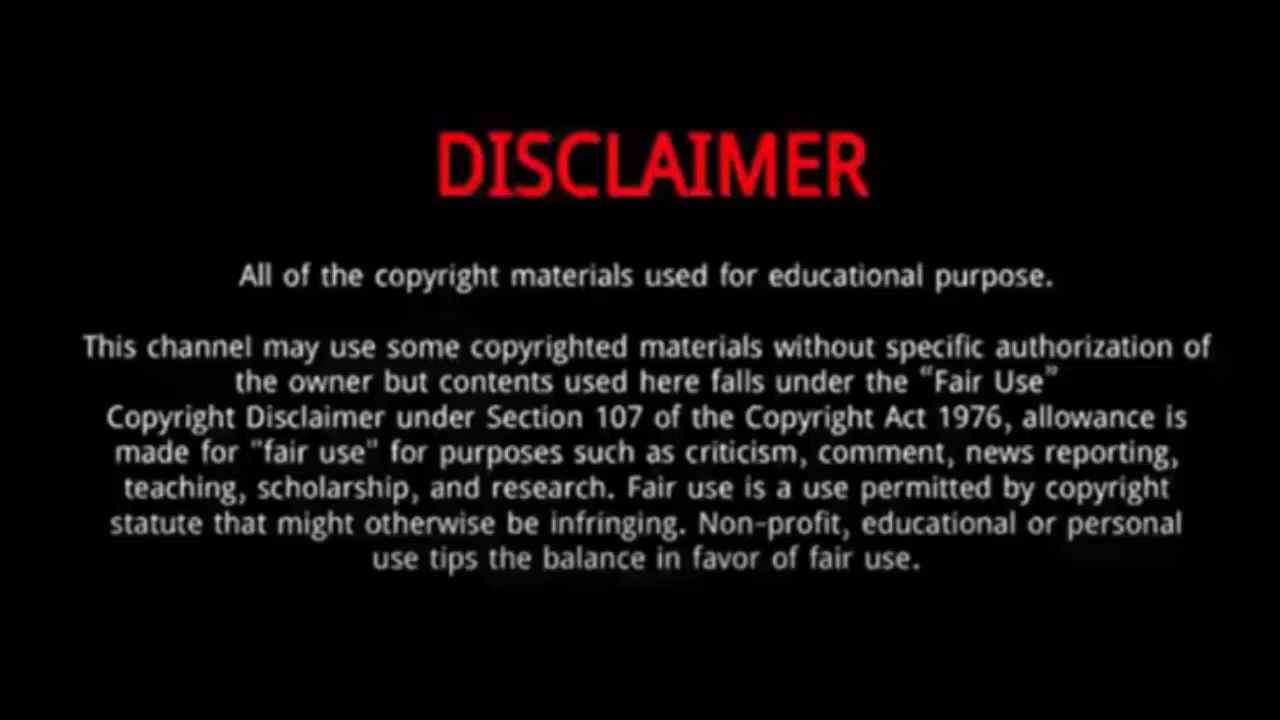 DISCLAIMER
All of the copyright materials used for educational purpose.
This channel may use some copyrighted materials without specific authorization of
the owner but contents used here falls under the “Fair Use”
Copyright Disclaimer under Section 107 of the Copyright Act 1976, allowance is
made for "fair use" for purposes such as criticism, comment, news reporting,
teaching, scholarship, and research. Fair use is a use permitted by copyright
statute that might otherwise be infringing. Non-profit, educational or personal
use tips the balance in favor of fair use.